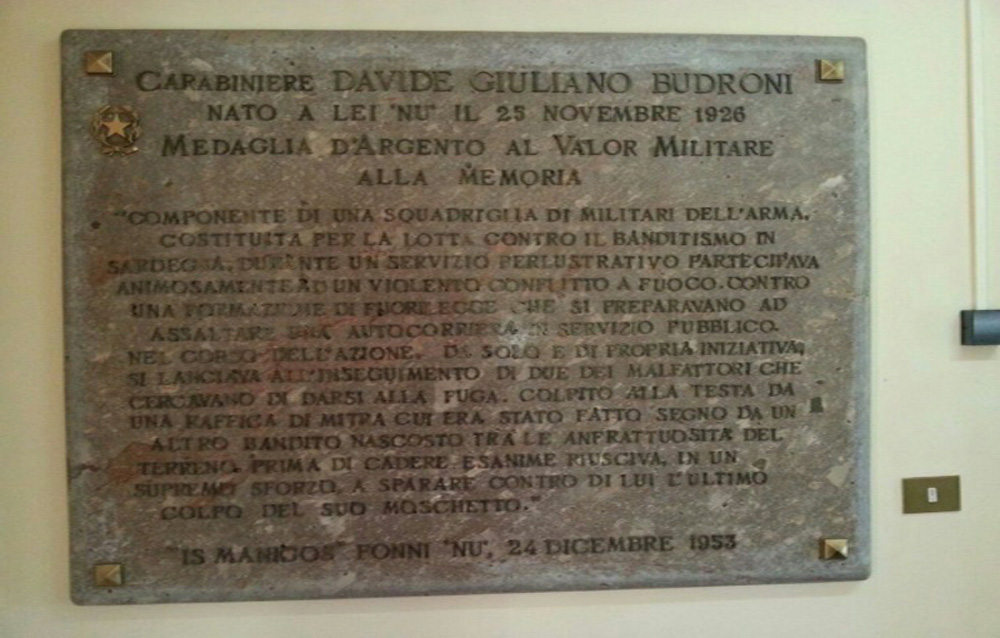 CARABINIERE DAVIDE GIULIANO BUDRONI
NATO A LEI "NU" IL 25 NOVEMBRE 1926
MEDAGLIA D'ARGENTO AL VALOR MILITARE
ALLA MEMORIA
"COMPONENTE DI UNA SQUADRIGLIA DI MILITARI DELL'ARMA,
COSTITUITA PER LA LOTTA CONTRO IL BANDITISMO IN
SARDEGNA, DURANTE UN SERVIZIO PERLUSTRATIVO PARTECIPAVA
ANIMOSAMENTE AD UN VIOLENTO CONFLITTO A FUOCO CONTRO
UNA FORMAZIONE DI FUORILEGGE CHE SI PREPARAVANO AD
ASSALTARE UNA AUTOCORRIERA IN SERVIZIO PUBBLICO.
NEL CORSO DELL'AZIONE, DA SOLO E DI PROPRIA INIZIATIVA,
SI LANCIAVA ALL'INSEGUIMENTO DI DUE DEI MALFATTORI CHE
CERCAVANO DI DARSI ALLA FUGA. COLPITO ALLA TESTA DA
UNA RAFFICA DI MITRA CUI ERA STATO FATTO SEGNO DA UN
ALTRO BANDITO NASCOSTO TRA LE ANFRATTUOSITA' DEL
TERRENO, PRIMA DI CADERE ESANIME RIUSCIVA, IN UN
SUPREMO SFORZO, A SPARARE CONTRO DI LUI L'ULTIMO
COLPO DEL SUO MOSCHETTO."
FONNI "NU", 24 DICEMBRE 1953